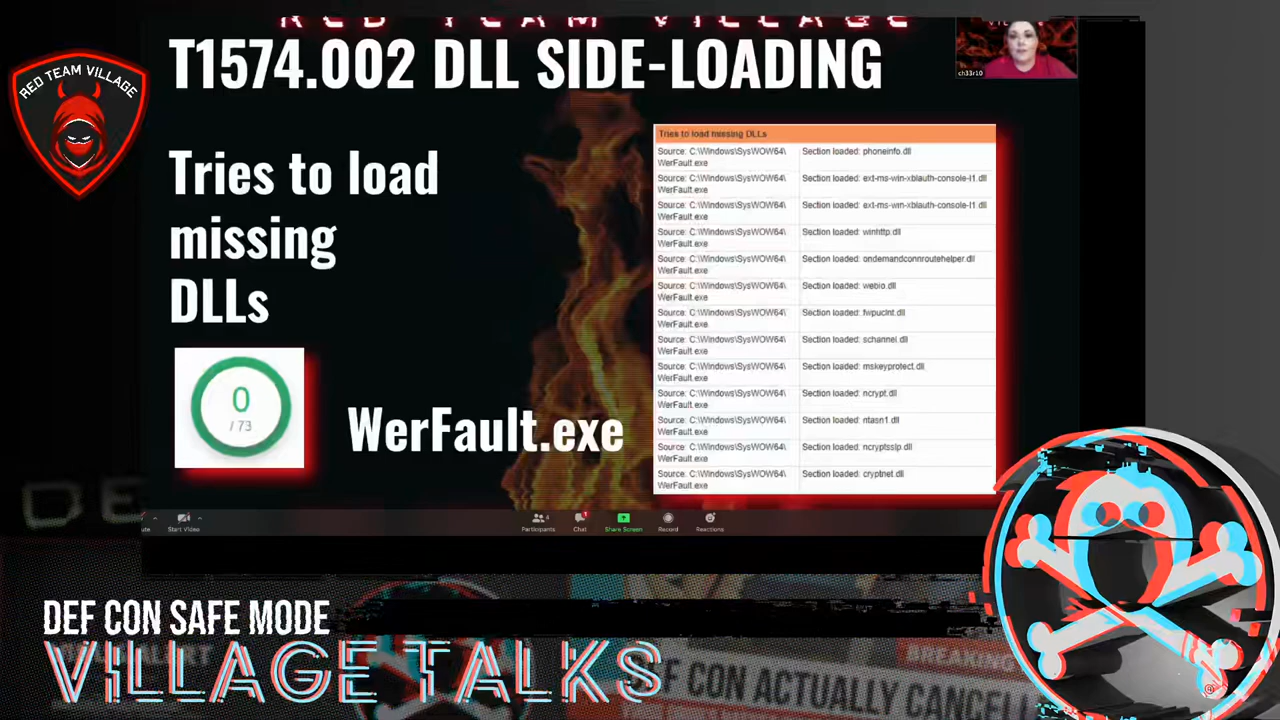 RED TEAM VILLAGE
RED TEAM VILLAGE
T1574.002 DLL SIDE-LOADING
ch33r10
Tries to load
missing
DLLs
0
/ 73
WerFault.exe
Tries to load missing DLLs
Source: C:\Windows\SysWOW64\ Section loaded: phoneinfo.dll
WerFault.exe
Source: C:\Windows\SysWOW64\ Section loaded: ext-ms-win-xblauth-console-l1.dll
WerFault.exe
Source: C:\Windows\SysWOW64\ Section loaded: ext-ms-win-xblauth-console-l1.dll
WerFault.exe
Source: C:\Windows\SysWOW64\ Section loaded: winhttp.dll
WerFault.exe
Source: C:\Windows\SysWOW64\ Section loaded: ondemandconnroutehelper.dll
WerFault.exe
Source: C:\Windows\SysWOW64\ Section loaded: webio.dll
WerFault.exe
Source: C:\Windows\SysWOW64\ Section loaded: fwpuclnt.dll
WerFault.exe
Source: C:\Windows\SysWOW64\ Section loaded: schannel.dll
WerFault.exe
Source: C:\Windows\SysWOW64\ Section loaded: mskeyprotect.dll
WerFault.exe
Source: C:\Windows\SysWOW64\ Section loaded: ncrypt.dll
WerFault.exe
Source: C:\Windows\SysWOW64\ Section loaded: ntasn1.dll
WerFault.exe
Source: C:\Windows\SysWOW64\ Section loaded: ncryptsslp.dll
WerFault.exe
Source: C:\Windows\SysWOW64\ Section loaded: cryptnet.dll
WerFault.exe
Start Video Participants 4 Chat 1 Share Screen Record Reactions
DEF CON SAFE MODE
VILLAGE TALKS
BREAKING
DEF CON ACTUALLY CANCEL